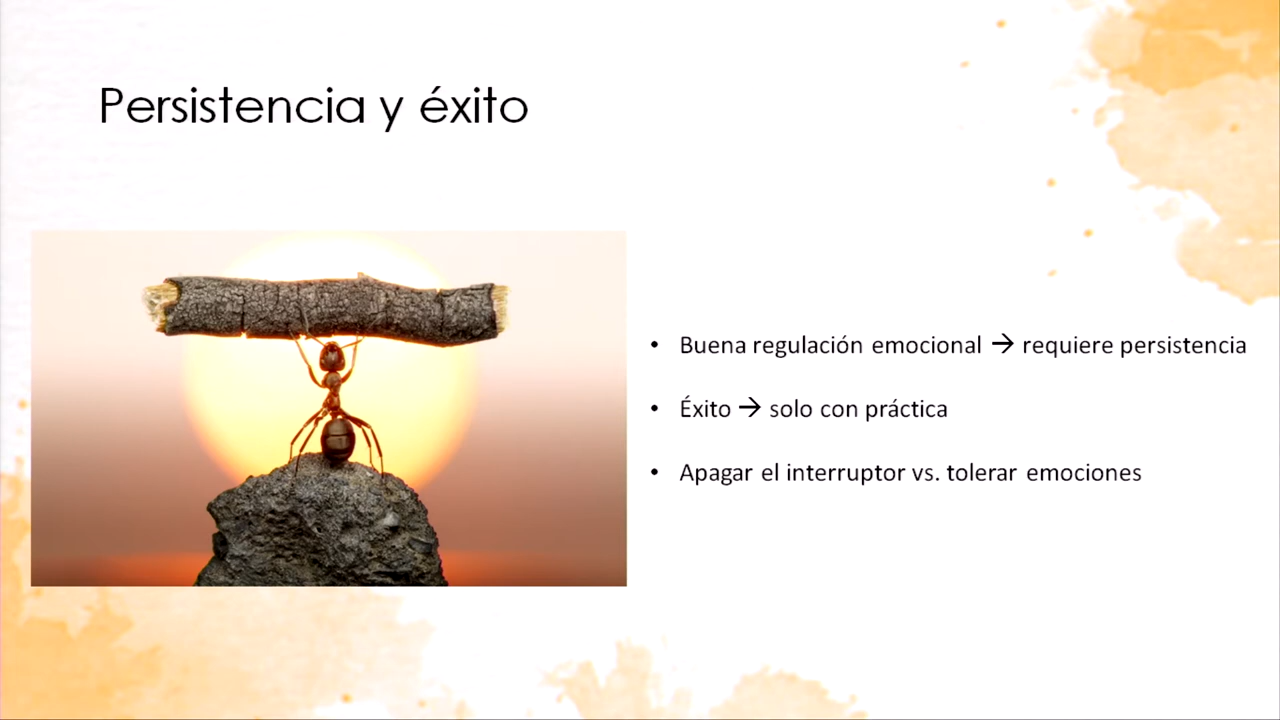 Persistencia y éxito
• Buena regulación emocional → requiere persistencia
• Éxito → solo con práctica
• Apagar el interruptor vs. tolerar emociones